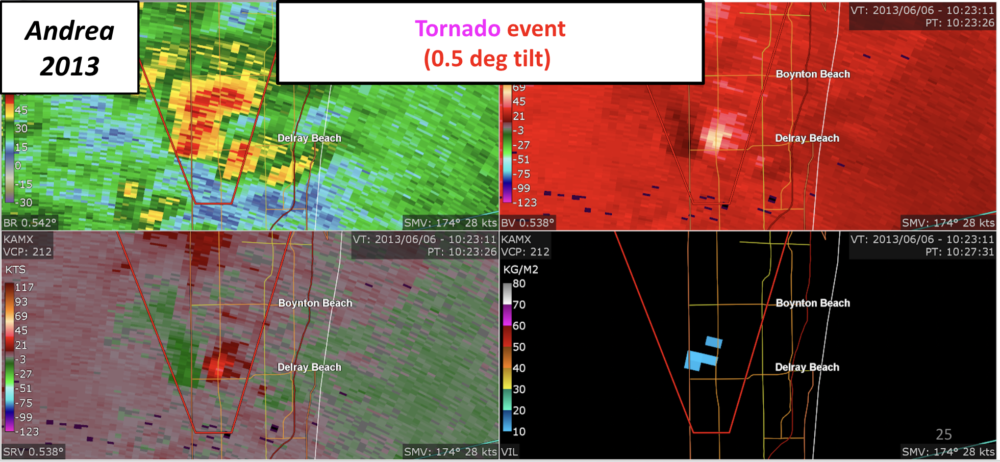 Andrea
2013
Tornado event
(0.5 deg tilt)
VT: 2013/06/06 - 10:23:11
PT: 10:23:26
45
30
15
0
-15
-30
Delray Beach
BR 0.542°
SMV: 174° 28 kts
69
45
21
-3
-27
-51
-75
-99
-123
Boynton Beach
Delray Beach
BV 0.538°
SMV: 174° 28 kts
KAMX
VCP: 212
VT: 2013/06/06 - 10:23:11
PT: 10:23:26
KTS
117
93
69
45
21
-3
-27
-51
-75
-99
-123
Boynton Beach
Delray Beach
SRV 0.538°
SMV: 174° 28 kts
KAMX
VCP: 212
VT: 2013/06/06 - 10:23:11
PT: 10:27:31
KG/M2
80
70
60
50
40
30
20
10
Boynton Beach
Delray Beach
25
VIL
SMV: 174° 28 kts